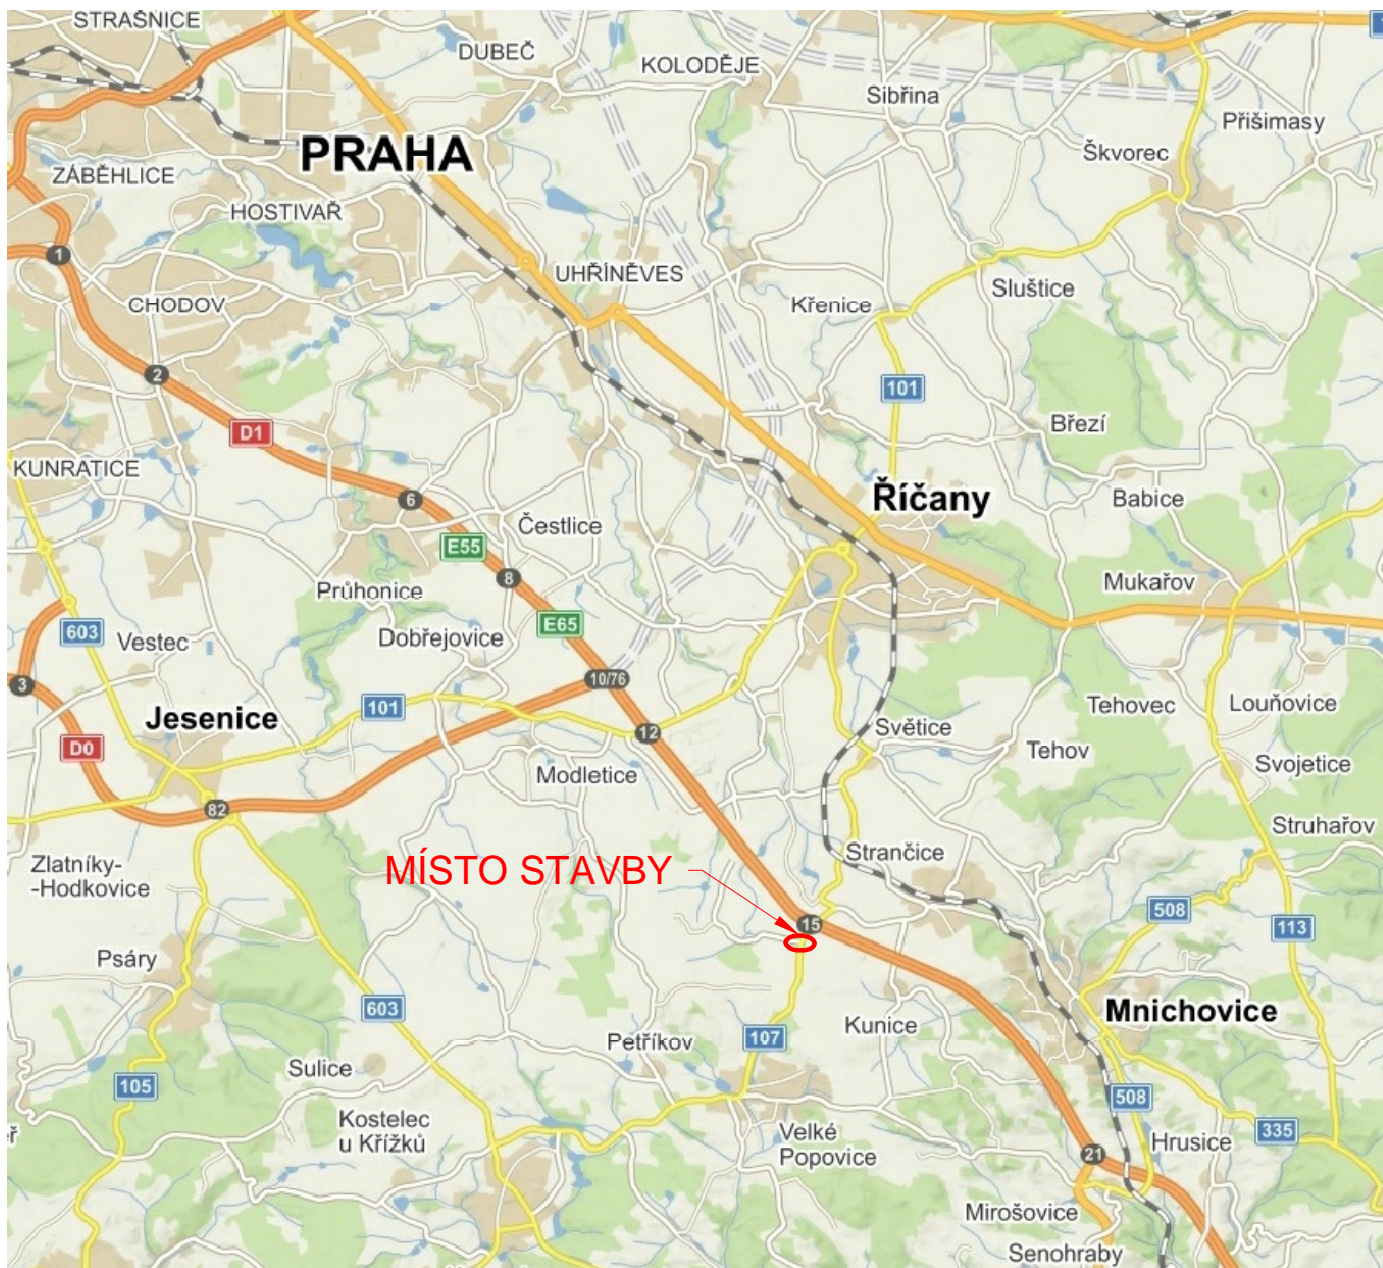 STRAŠNICE
DUBEČ
KOLODĚJE
Sibřina
Přišimasy
PRAHA
Škvorec
ZÁBĚHLICE
HOSTIVAŘ
1
UHŘÍNĚVES
CHODOV
Křenice
Sluštice
2
101
D1
Březí
KUNRATICE
6
Říčany
Babice
Čestlice
E55
8
Průhonice
Mukařov
603
Vestec
Dobřejovice
E65
3
10/76
101
Jesenice
Tehovec
Louňovice
D0
12
Světice
Tehov
Modletice
Svojetice
82
Struhařov
Zlatníky-
-Hodkovice
MÍSTO STAVBY
Strančice
15
508
113
Psáry
603
Mnichovice
Kunice
Petříkov
107
Sulice
105
508
Kostelec
u Křížků
Velké
Popovice
335
Hrusice
21
Mirošovice
Senohraby